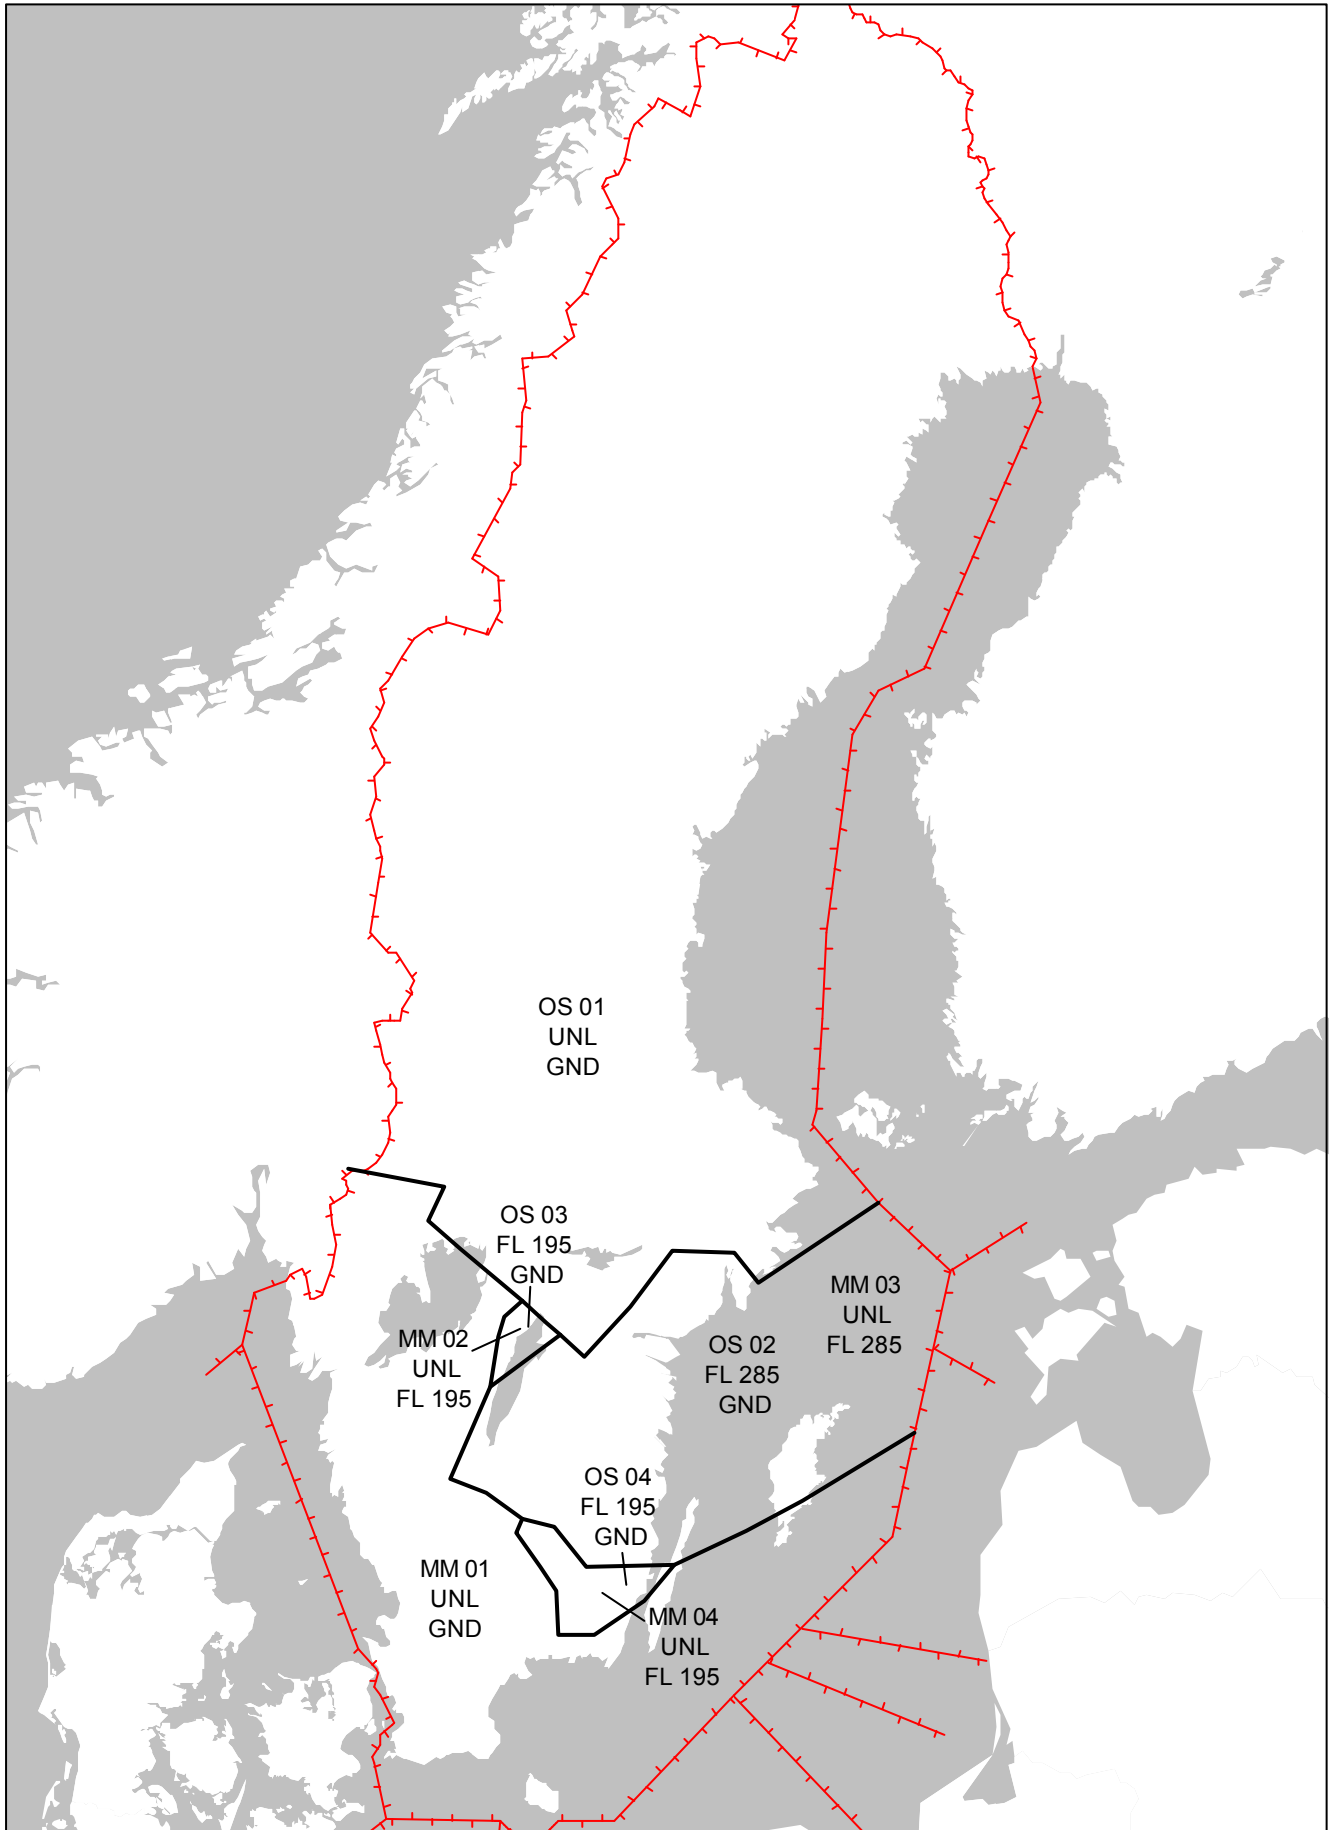 OS 01
UNL
GND
OS 03
FL 195
GND
MM 02
UNL
FL 195
MM 03
UNL
FL 285
OS 02
FL 285
GND
OS 04
FL 195
GND
MM 01
UNL
GND
MM 04
UNL
FL 195